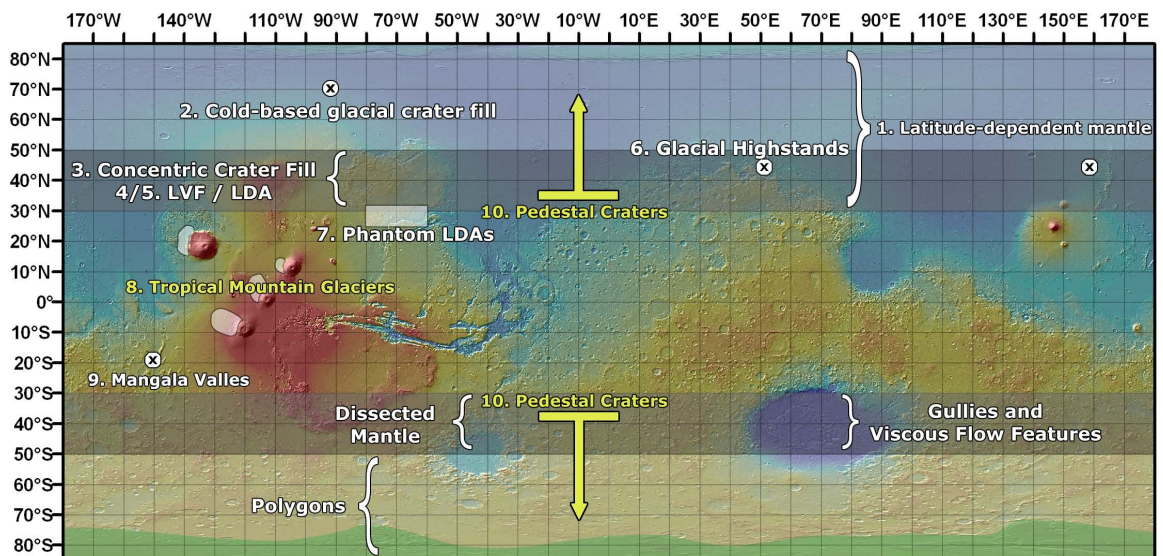 170°W 140°W 110°W 90°W 70°W 50°W 30°W 10°W 10°E 30°E 50°E 70°E 90°E 110°E 130°E 150°E 170°E
80°N
70°N
x
2. Cold-based glacial crater fill
60°N
1. Latitude-dependent mantle
50°N
6. Glacial Highstands
3. Concentric Crater Fill
x
x
40°N
4/5. LVF / LDA
30°N
10. Pedestal Craters
7. Phantom LDAs
20°N
10°N
8. Tropical Mountain Glaciers
0°
10°S
20°S
x
9. Mangala Valles
30°S
10. Pedestal Craters
Dissected
Mantle
Gullies and
Viscous Flow Features
40°S
50°S
60°S
Polygons
70°S
80°S